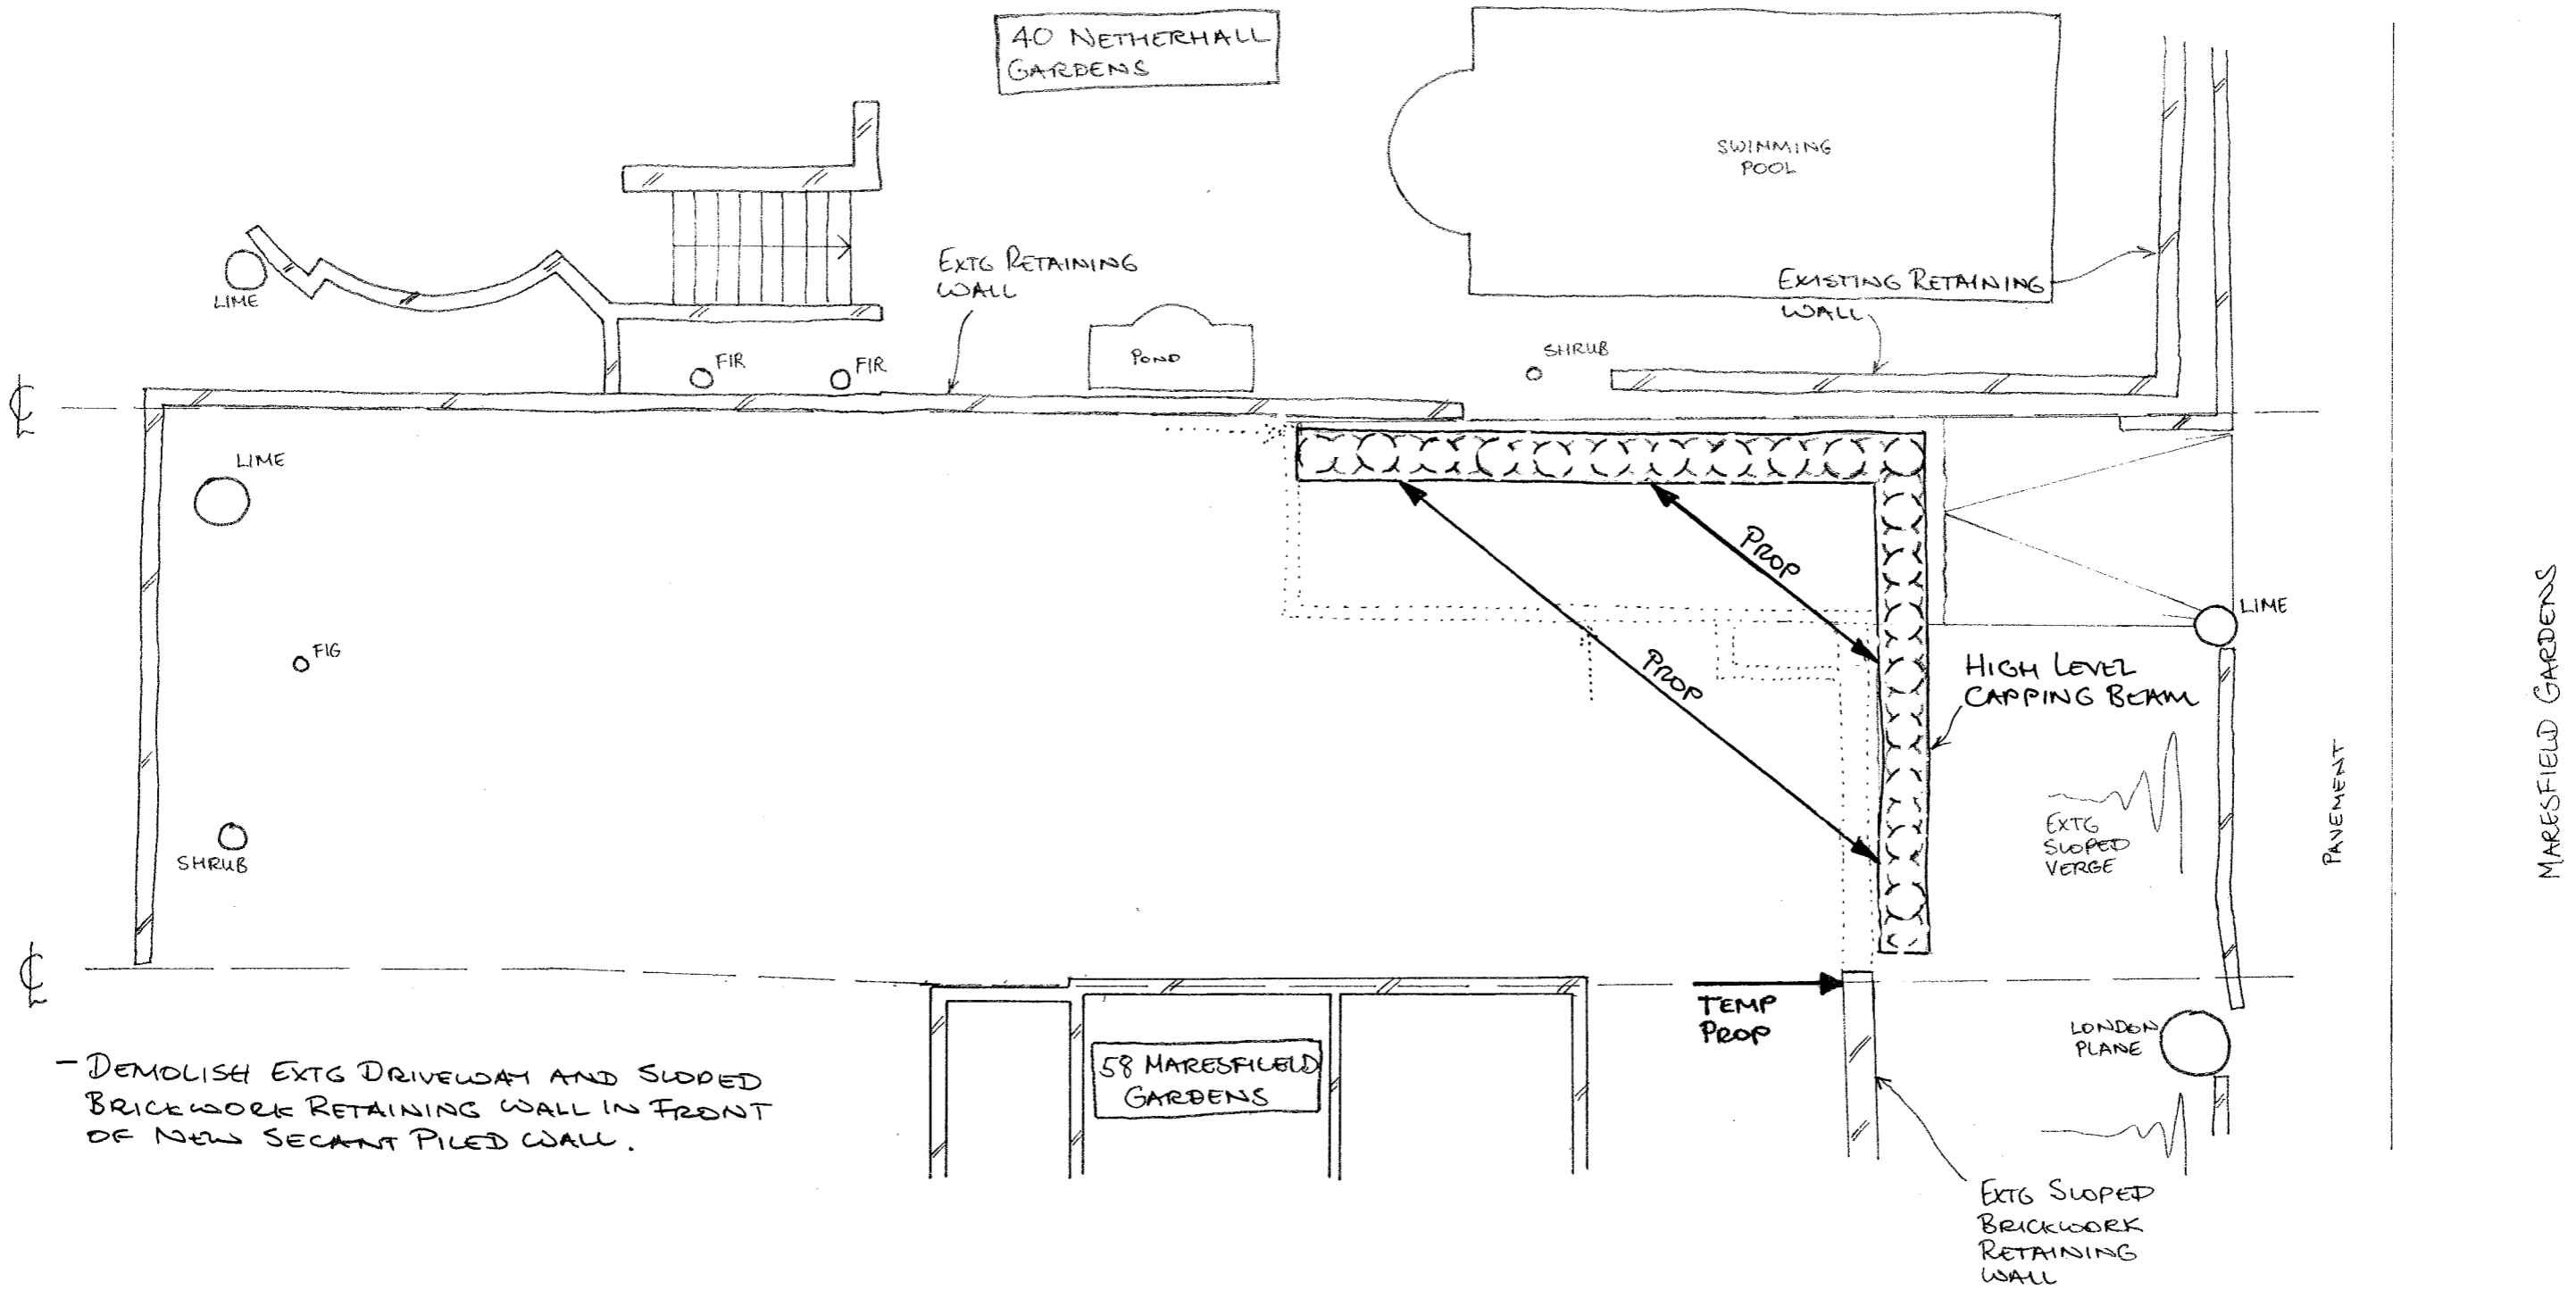 40 NETHERHALL
GARDENS
SWIMMING
POOL
EXTG RETAINING
WALL
EXISTING RETAINING
WALL
LIME
FIR
FIR
POND
SHRUB
LIME
PROP
LIME
FIG
PROP
HIGH LEVEL
CAPPING BEAM
MARESFIELD GARDENS
PAVEMENT
EXTG
SLOPED
VERGE
SHRUB
TEMP
PROP
LONDON
PLANE
58 MARESFILELD
GARDENS
- DEMOLISH EXTG DRIVEWAY AND SLOPED
BRICKWORK RETAINING WALL IN FRONT
OF NEW SECANT PILED WALL.
EXTG SLOPED
BRICKWORK
RETAINING
WALL